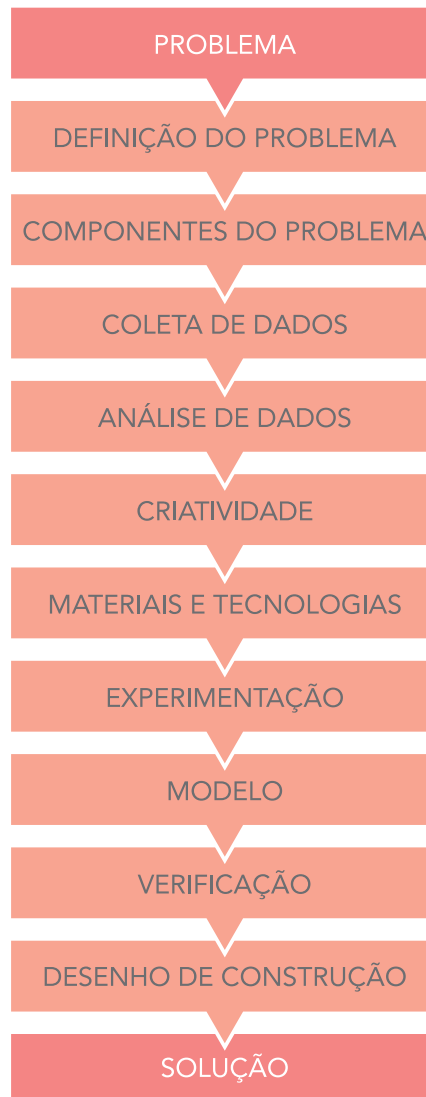 PROBLEMA
DEFINIÇÃO DO PROBLEMA
COMPONENTES DO PROBLEMA
COLETA DE DADOS
ANÁLISE DE DADOS
CRIATIVIDADE
MATERIAIS E TECNOLOGIAS
EXPERIMENTAÇÃO
MODELO
VERIFICAÇÃO
DESENHO DE CONSTRUÇÃO
SOLUÇÃO